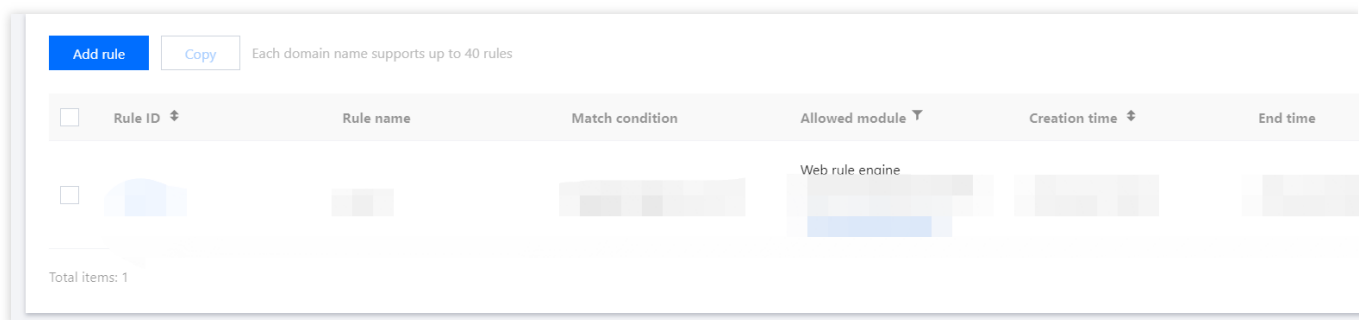 Add rule Copy Each domain name supports up to 40 rules
Rule ID Rule name Match condition Allowed module Creation time End time
Web rule engine
Total items: 1